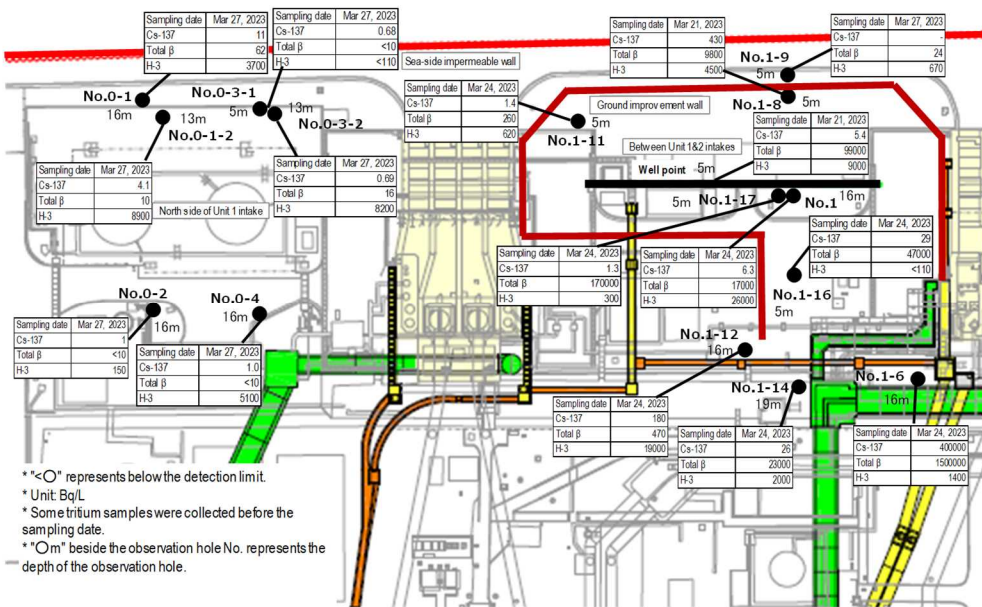 Sampling date Mar 27, 2023
Cs-137 11
Total β 62
H-3 3700
Sampling date Mar 27, 2023
Cs-137 0.68
Total β <10
H-3 <110
Sea-side impermeable wall
Sampling date Mar 21, 2023
Cs-137 430
Total β 9800
H-3 4500
Sampling date Mar 27, 2023
Cs-137 -
Total β 24
H-3 670
No.1-9
5m
No.0-1
16m
No.0-3-1
5m
13m
No.0-3-2
13m
No.0-1-2
Sampling date Mar 24, 2023
Cs-137 1.4
Total β 260
H-3 620
5m
No.1-11
Ground improvement wall
No.1-8
5m
Sampling date Mar 21, 2023
Cs-137 5.4
Total β 99000
H-3 9000
Between Unit 1&2 intakes
Well point
5m
Sampling date Mar 27, 2023
Cs-137 4.1
Total β 10
H-3 8900
North side of Unit 1 intake
Sampling date Mar 27, 2023
Cs-137 0.69
Total β 16
H-3 8200
5m
No.1-17
No.1
16m
Sampling date Mar 24, 2023
Cs-137 29
Total β 47000
H-3 <110
No.1-16
5m
Sampling date Mar 24, 2023
Cs-137 1.3
Total β 170000
H-3 300
Sampling date Mar 24, 2023
Cs-137 6.3
Total β 17000
H-3 26000
No.0-2
16m
No.0-4
16m
Sampling date Mar 27, 2023
Cs-137 1
Total β <10
H-3 150
Sampling date Mar 27, 2023
Cs-137 1.0
Total β <10
H-3 5100
No.1-12
16m
No.1-14
19m
No.1-6
16m
Sampling date Mar 24, 2023
Cs-137 180
Total β 470
H-3 19000
Sampling date Mar 24, 2023
Cs-137 26
Total β 23000
H-3 2000
Sampling date Mar 24, 2023
Cs-137 400000
Total β 1500000
H-3 1400
* "<〇" represents below the detection limit.
* Unit: Bq/L
* Some tritium samples were collected before the
sampling date.
* "〇m" beside the observation hole No. represents the
depth of the observation hole.